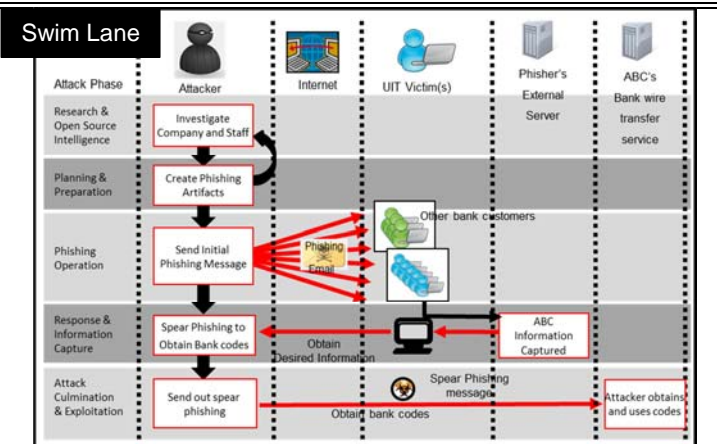 Swim Lane
Attack Phase
Attacker
Internet
UIT Victim(s)
Phisher's
External
Server
ABC's
Bank wire
transfer
service
Research &
Open Source
Intelligence
Investigate
Company and Staff
Planning &
Preparation
Create Phishing
Artifacts
Phishing
Operation
Send Initial
Phishing Message
Phishing
Email
Other bank customers
Response &
Information
Capture
Spear Phishing to
Obtain Bank codes
Obtain
Desired Information
ABC
Information
Captured
Attack
Culmination
& Exploitation
Send out spear
phishing
Spear Phishing
message
Obtain bank codes
Attacker obtains
and uses codes